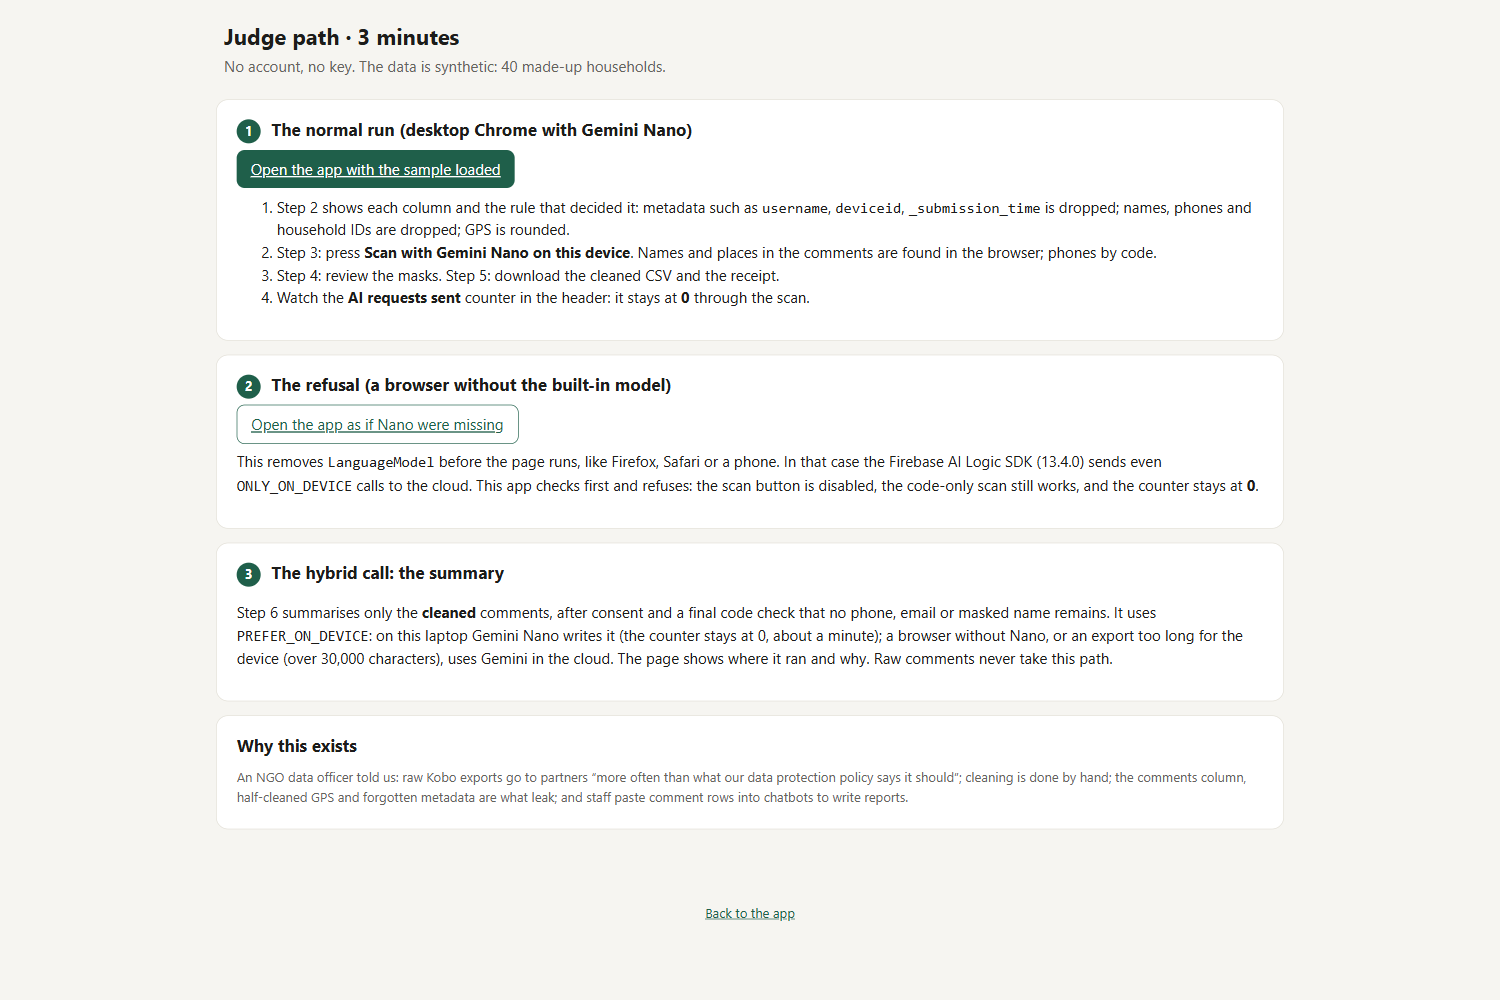 Judge path · 3 minutes
No account, no key. The data is synthetic: 40 made-up households.
1 The normal run (desktop Chrome with Gemini Nano)
Open the app with the sample loaded
1. Step 2 shows each column and the rule that decided it: metadata such as username, deviceid, _submission_time is dropped; names, phones and
household IDs are dropped; GPS is rounded.
2. Step 3: press Scan with Gemini Nano on this device. Names and places in the comments are found in the browser; phones by code.
3. Step 4: review the masks. Step 5: download the cleaned CSV and the receipt.
4. Watch the AI requests sent counter in the header: it stays at 0 through the scan.
2 The refusal (a browser without the built-in model)
Open the app as if Nano were missing
This removes LanguageModel before the page runs, like Firefox, Safari or a phone. In that case the Firebase AI Logic SDK (13.4.0) sends even
ONLY_ON_DEVICE calls to the cloud. This app checks first and refuses: the scan button is disabled, the code-only scan still works, and the counter stays at 0.
3 The hybrid call: the summary
Step 6 summarises only the cleaned comments, after consent and a final code check that no phone, email or masked name remains. It uses
PREFER_ON_DEVICE: on this laptop Gemini Nano writes it (the counter stays at 0, about a minute); a browser without Nano, or an export too long for the
device (over 30,000 characters), uses Gemini in the cloud. The page shows where it ran and why. Raw comments never take this path.
Why this exists
An NGO data officer told us: raw Kobo exports go to partners “more often than what our data protection policy says it should”; cleaning is done by hand; the comments column,
half-cleaned GPS and forgotten metadata are what leak; and staff paste comment rows into chatbots to write reports.
Back to the app